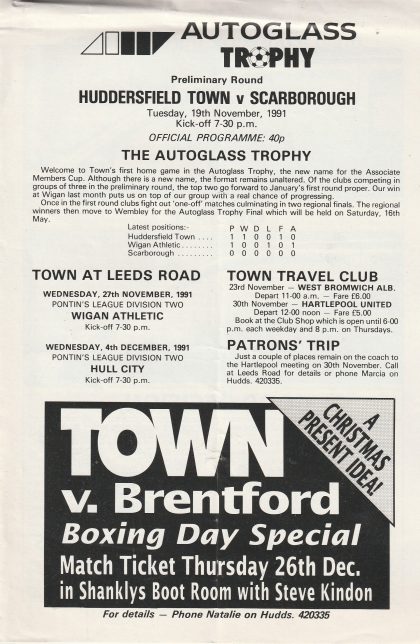 AUTOGLASS
TROPHY
Preliminary Round
HUDDERSFIELD TOWN v SCARBOROUGH
Tuesday, 19th November, 1991
Kick-off 7-30 p.m.
OFFICIAL PROGRAMME: 40p
THE AUTOGLASS TROPHY
Welcome to Town's first home game in the Autoglass Trophy, the new name for the Associate
Members Cup. Although there is a new name, the format remains unaltered. Of the clubs competing in
groups of three in the preliminary round, the top two go forward to January's first round proper. Our win
at Wigan last month puts us on top of our group with a real chance of progressing.
Once in the first round clubs fight out 'one-off' matches culminating in two regional finals. The regional
winners then move to Wembley for the Autoglass Trophy Final which will be held on Saturday, 16th
May.
Latest positions:- P W D L F A
Huddersfield Town .... 1 1 0 0 1 0
Wigan Athletic ........ 1 0 0 1 0 1
Scarborough .......... 0 0 0 0 0 0
TOWN AT LEEDS ROAD
WEDNESDAY, 27th NOVEMBER, 1991
PONTIN'S LEAGUE DIVISION TWO
WIGAN ATHLETIC
Kick-off 7-30 p.m.
WEDNESDAY, 4th DECEMBER, 1991
PONTIN'S LEAGUE DIVISION TWO
HULL CITY
Kick-off 7-30 p.m.
TOWN TRAVEL CLUB
23rd November — WEST BROMWICH ALB.
Depart 11-00 a.m. — Fare £6.00
30th November — HARTLEPOOL UNITED
Depart 12-00 noon — Fare £5.00
Book at the Club Shop which is open until 6-00
p.m. each weekday and 8 p.m. on Thursdays.
PATRONS' TRIP
Just a couple of places remain on the coach to
the Hartlepool meeting on 30th November. Call
at Leeds Road for details or phone Marcia on
Hudds. 420335.
A
CHRISTMAS
PRESENT IDEA!
TOWN
v. Brentford
Boxing Day Special
Match Ticket Thursday 26th Dec.
in Shanklys Boot Room with Steve Kindon
For details — Phone Natalie on Hudds. 420335